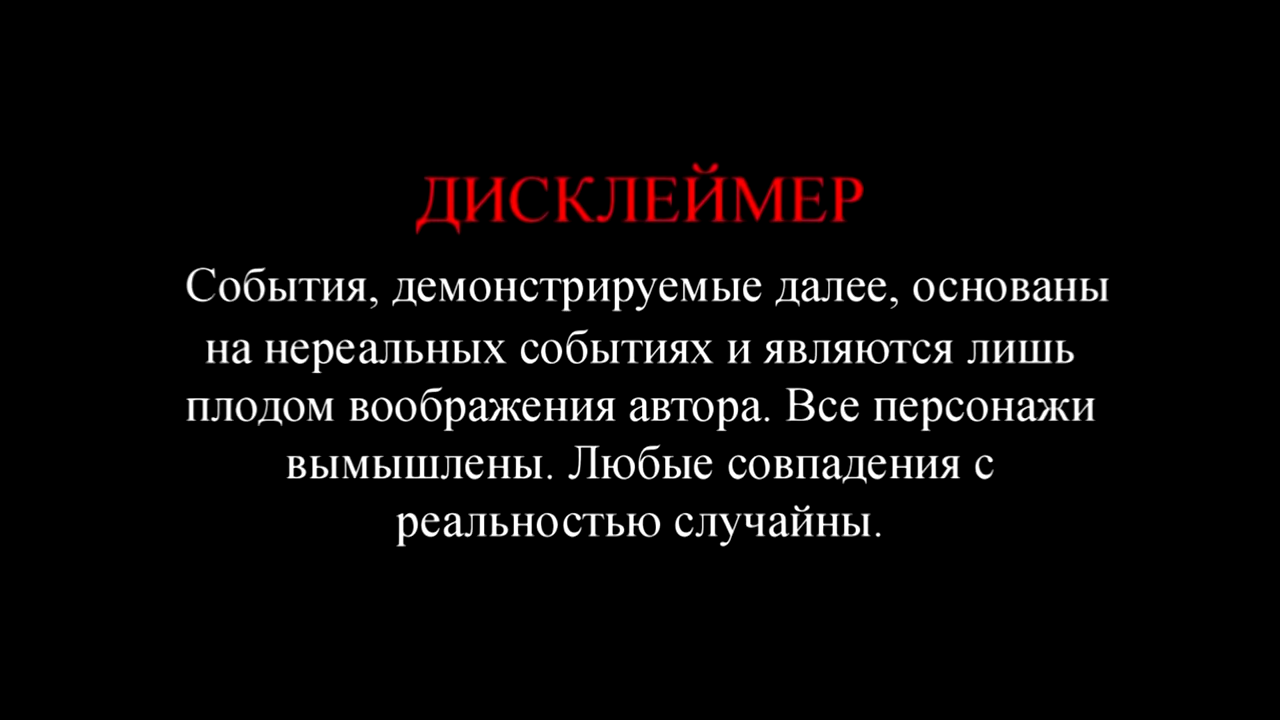 ДИСКЛЕЙМЕР
События, демонстрируемые далее, основаны
на нереальных событиях и являются лишь
плодом воображения автора. Все персонажи
вымышлены. Любые совпадения с
реальностью случайны.